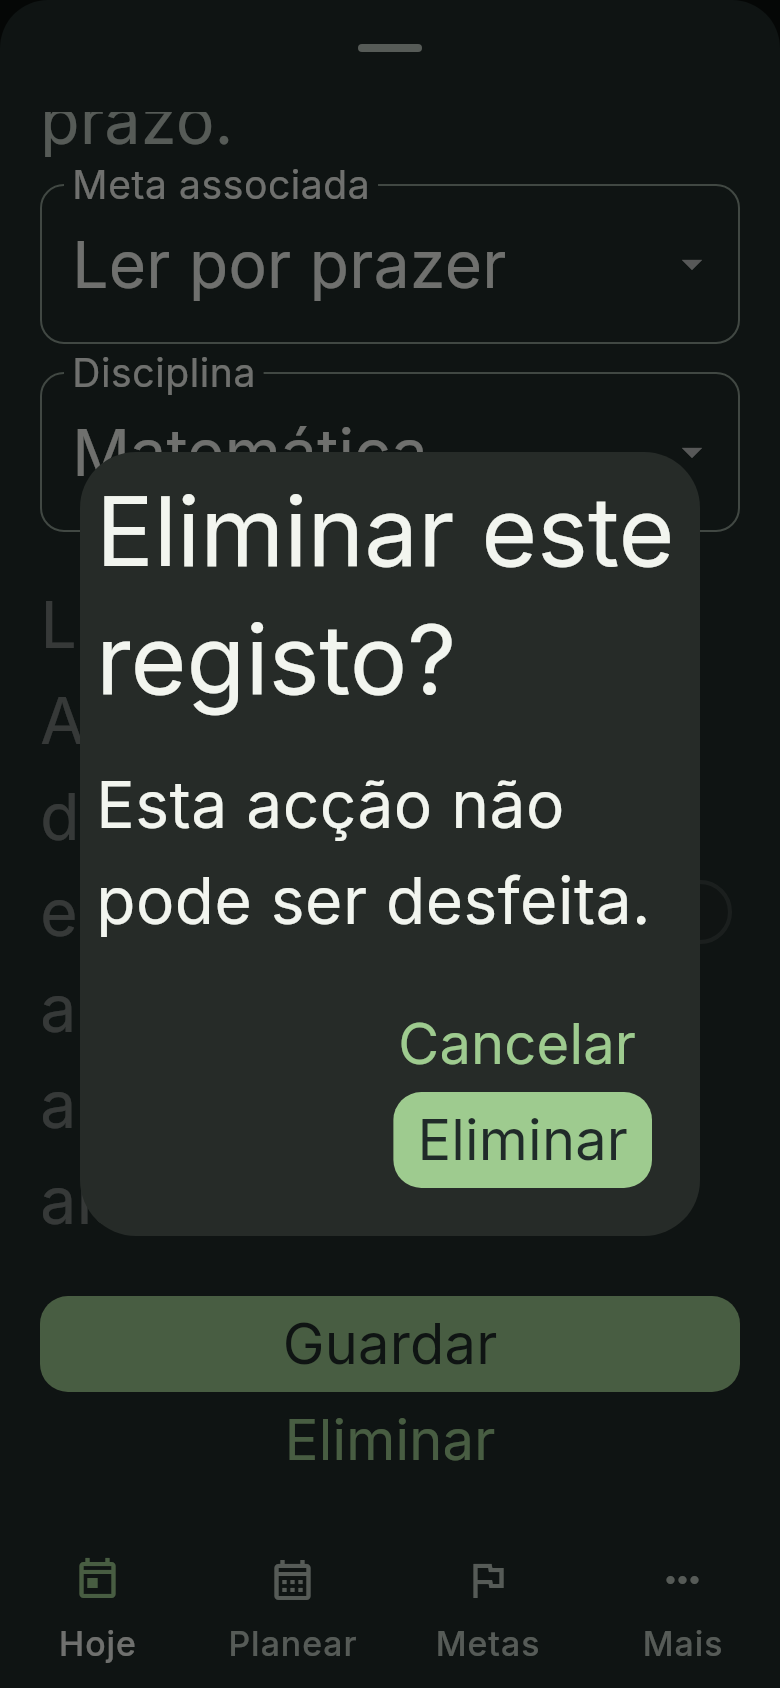 prazo.
Meta associada
Ler por prazer
Disciplina
Matemática
Eliminar este
registo?
Esta acção não
pode ser desfeita.
Cancelar
Eliminar
Guardar
Eliminar
Hoje
Planear
Metas
Mais